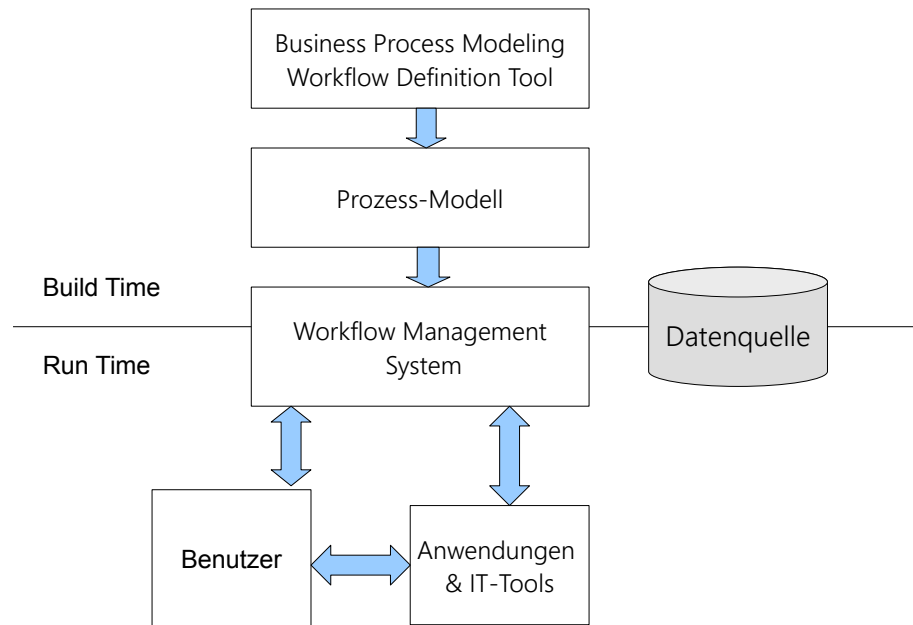 Business Process Modeling
Workflow Definition Tool
Prozess-Modell
Build Time
Workflow Management
System
Datenquelle
Run Time
Benutzer
Anwendungen
& IT-Tools